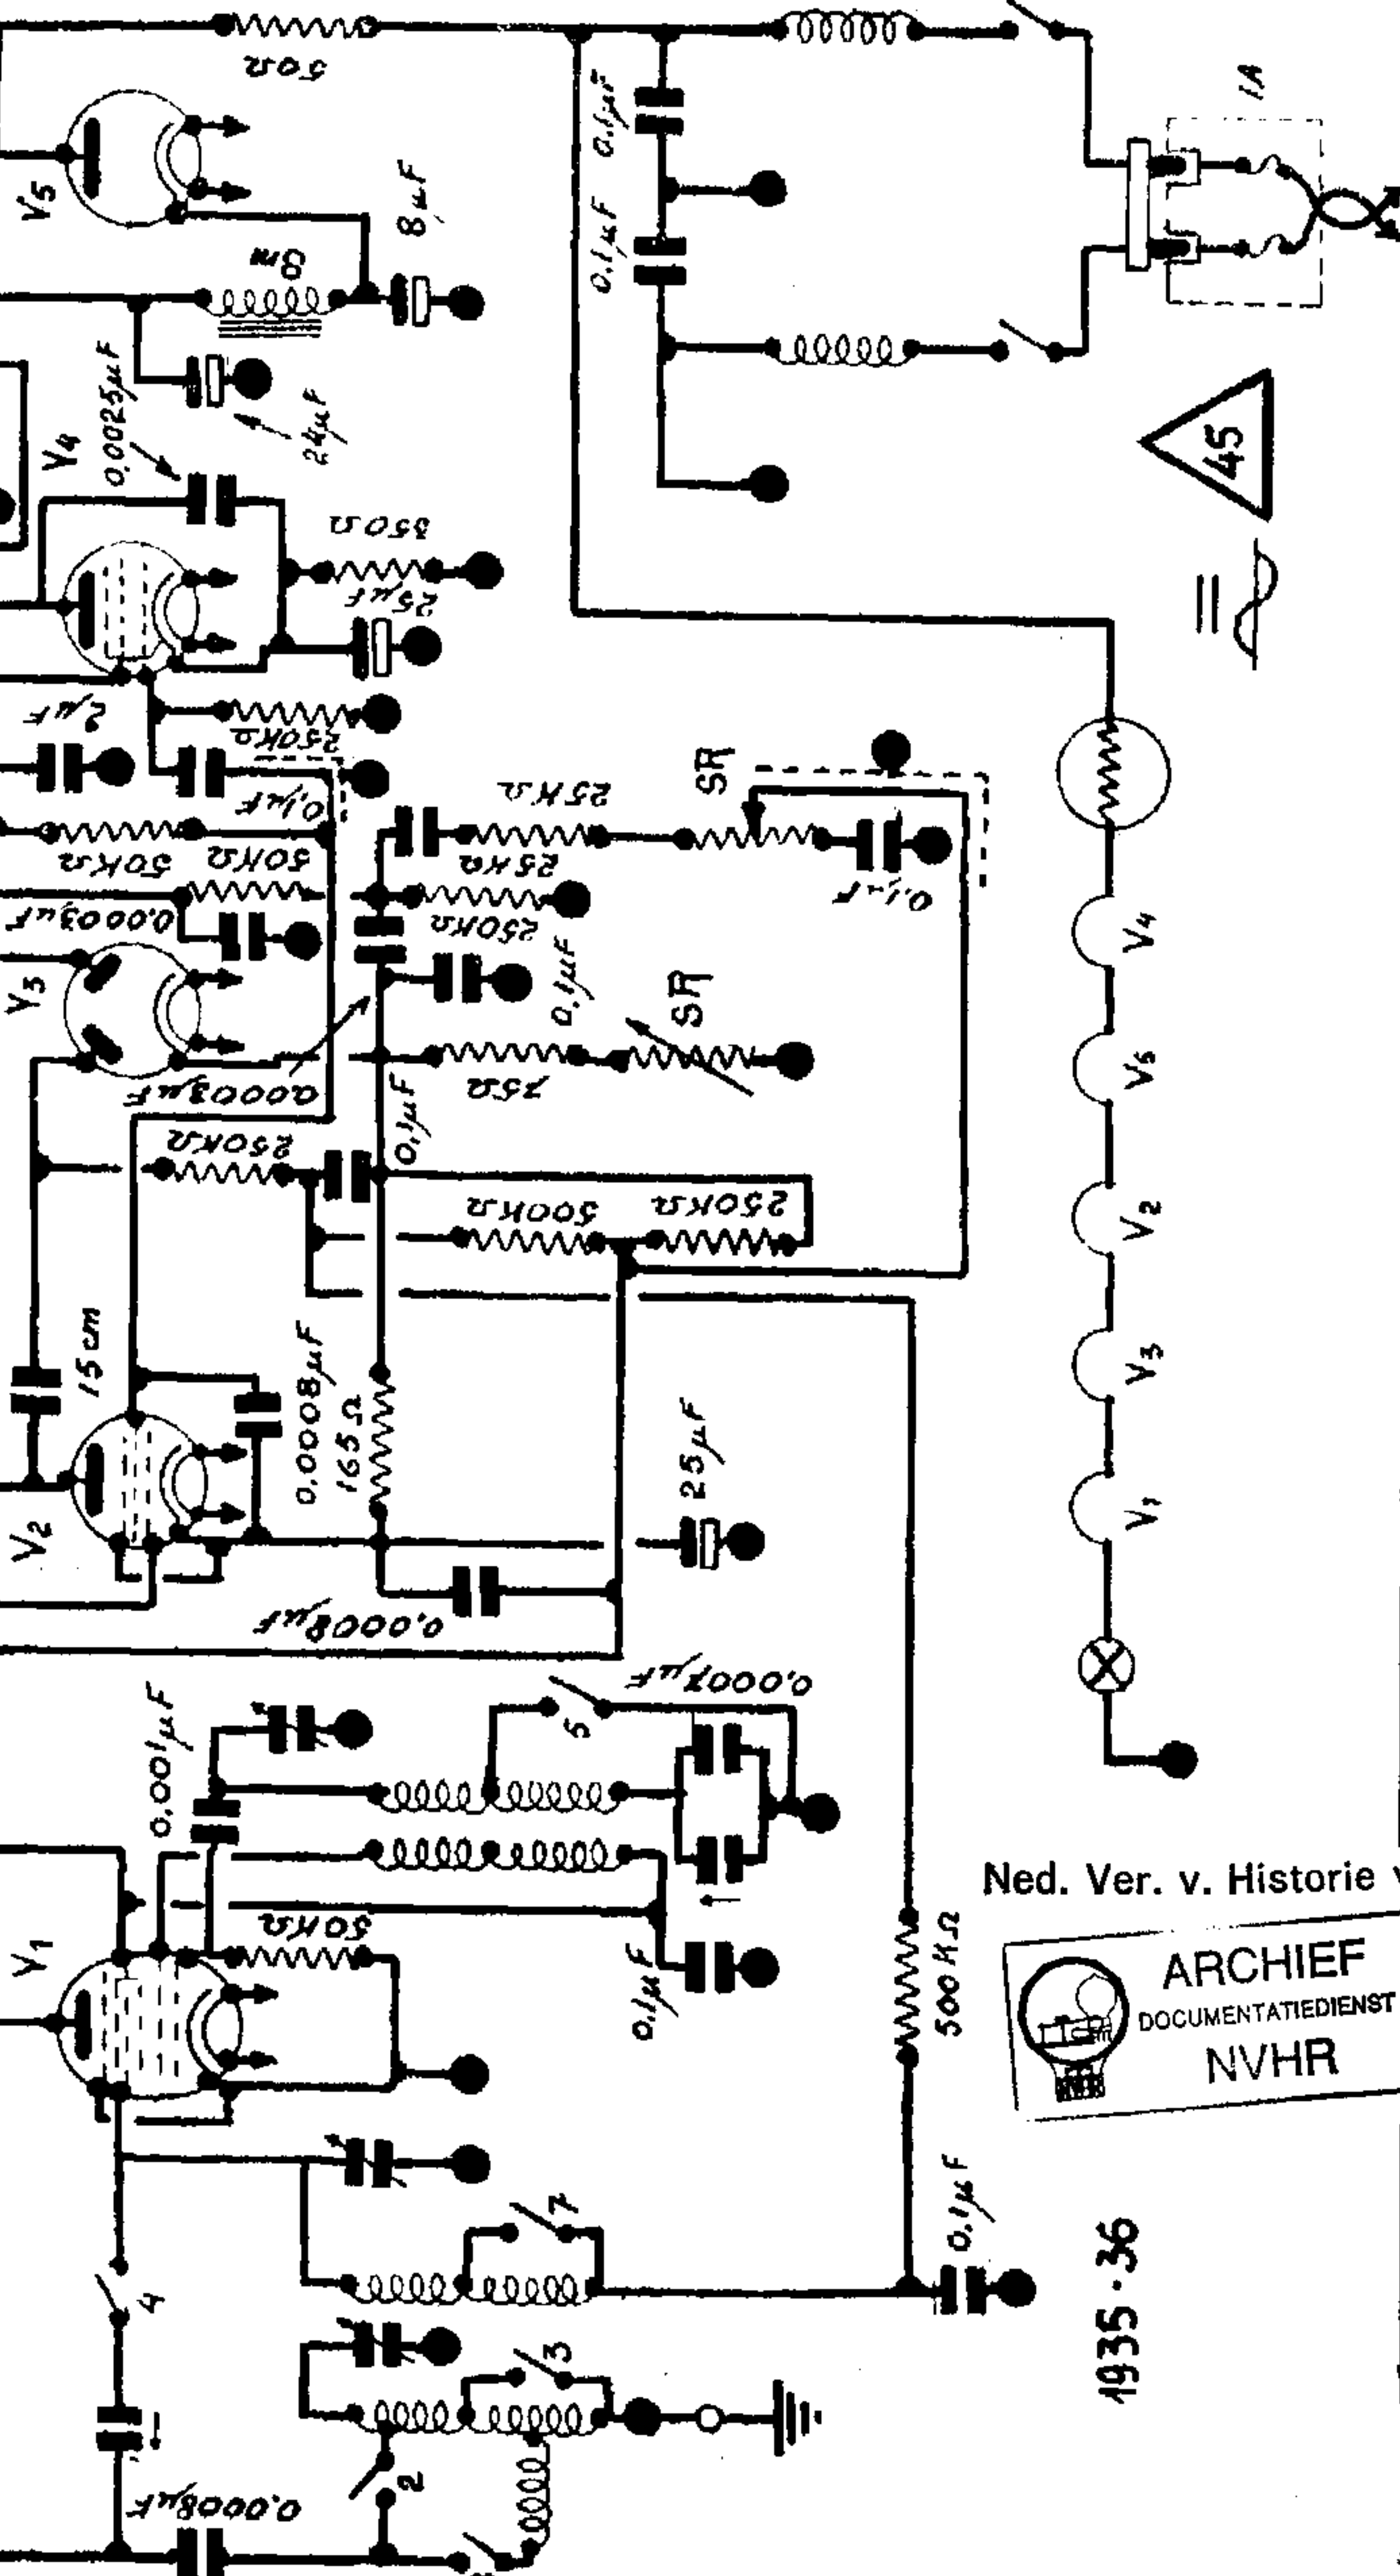 50Ω
V5
0.1µF
1A
8µF
8H
0.1µF
0.0025µF
V4
24µF
45
350Ω
25µF
2µF
250KΩ
0,1µF
SR
25KΩ
50KΩ
50KΩ
25KΩ
0,1µF
0.0003µF
250KΩ
V3
0.1µF
SR
V4
0.0003µF
75Ω
V5
250KΩ
0.1µF
500KΩ
250KΩ
V2
15cm
0.0008µF
165Ω
V3
25µF
V2
V1
0,0008µF
0.001µF
5
50KΩ
V1
0.1µF
500KΩ
Ned. Ver. v. Historie
ARCHIEF
DOCUMENTATIEDIENST
NVHR
7
0.1µF
4
1935-36
3
2
0.0008µF